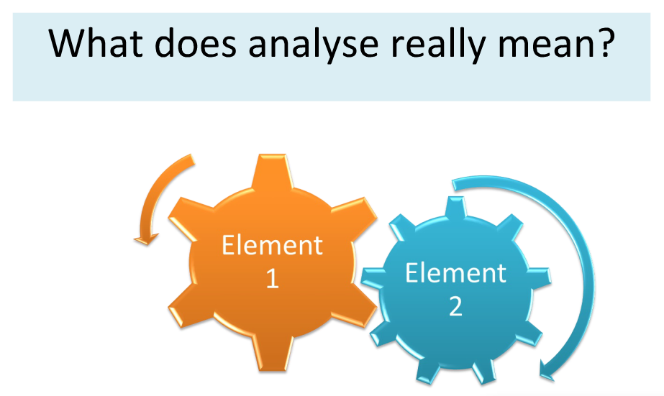 What does analyse really mean?
Element
1
Element
2